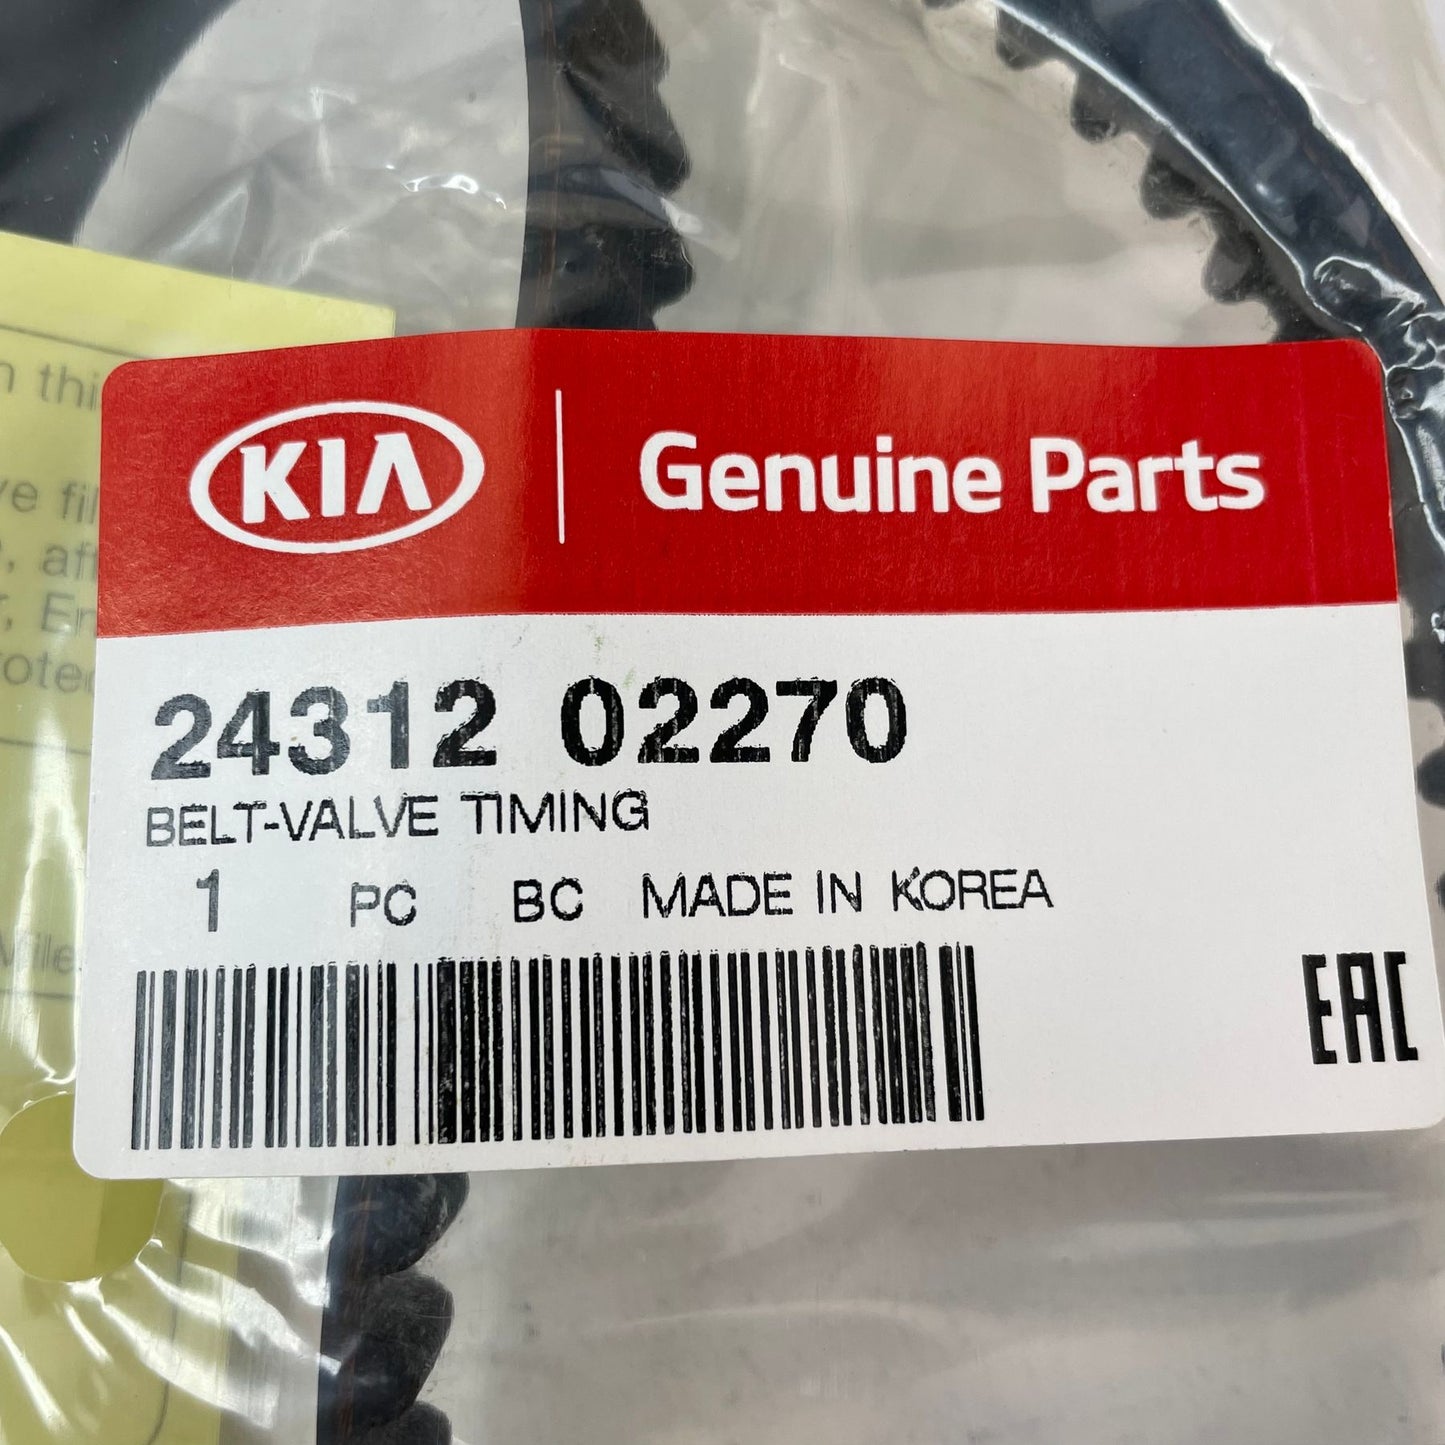 KIA
Genuine Parts
24312 02270
BELT-VALVE TIMING
1 PC BC MADE IN KOREA
EAC